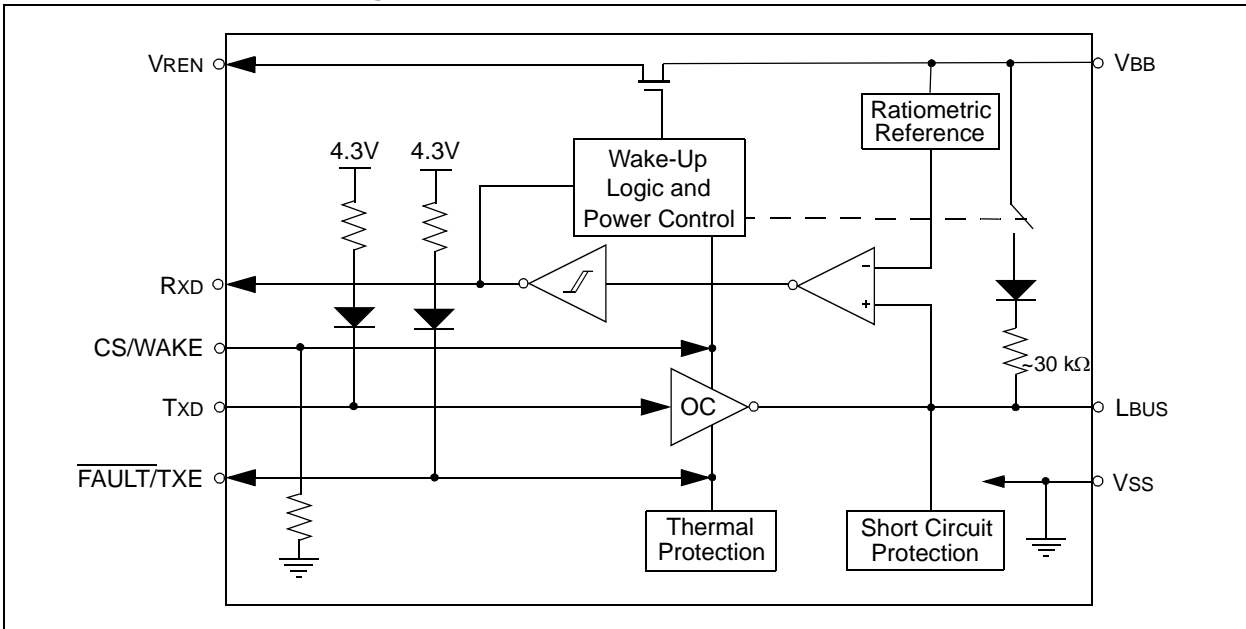 VREN
VBB
Ratiometric
Reference
4.3V
4.3V
Wake-Up
Logic and
Power Control
RXD
-
+
CS/WAKE
~30 kΩ
TXD
OC
LBUS
FAULT/TXE
VSS
Thermal
Protection
Short Circuit
Protection